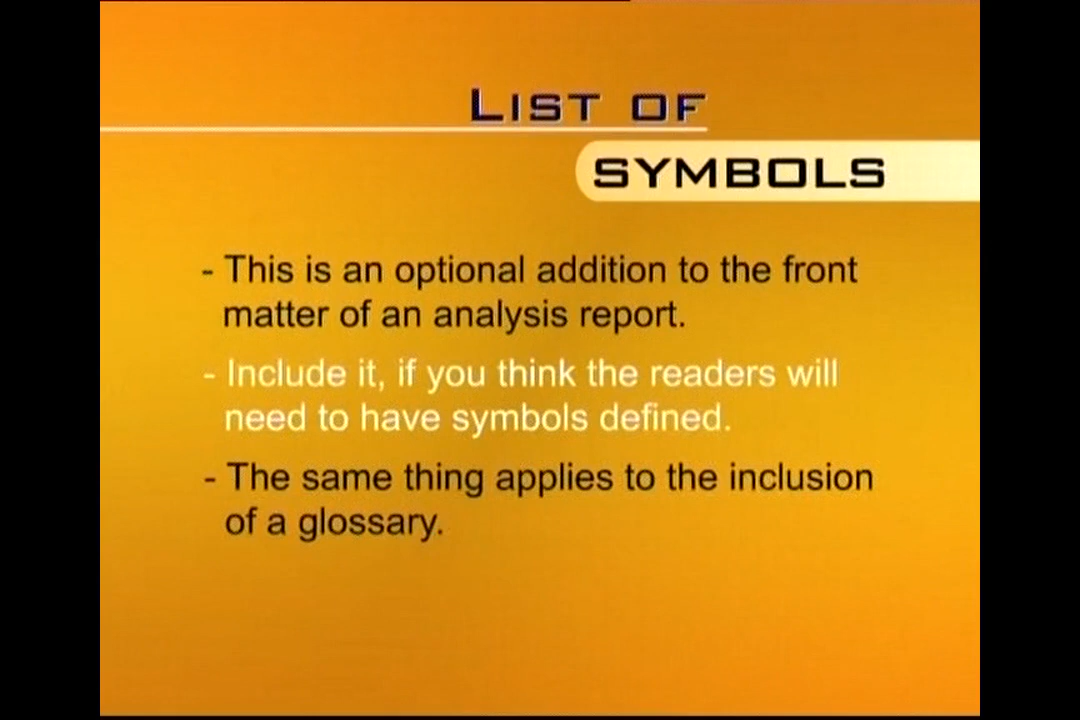 LIST OF
SYMBOLS
- This is an optional addition to the front
matter of an analysis report.
- Include it, if you think the readers will
need to have symbols defined.
- The same thing applies to the inclusion
of a glossary.